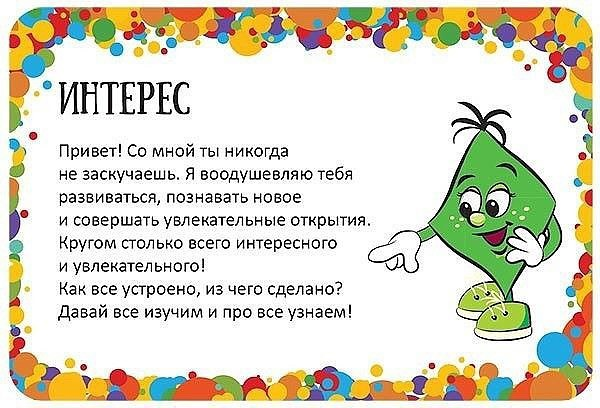 ИНТЕРЕС
Привет! Со мной ты никогда
не заскучаешь. Я воодушевляю тебя
развиваться, познавать новое
и совершать увлекательные открытия.
Кругом столько всего интересного
и увлекательного!
Как все устроено, из чего сделано?
Давай все изучим и про все узнаем!